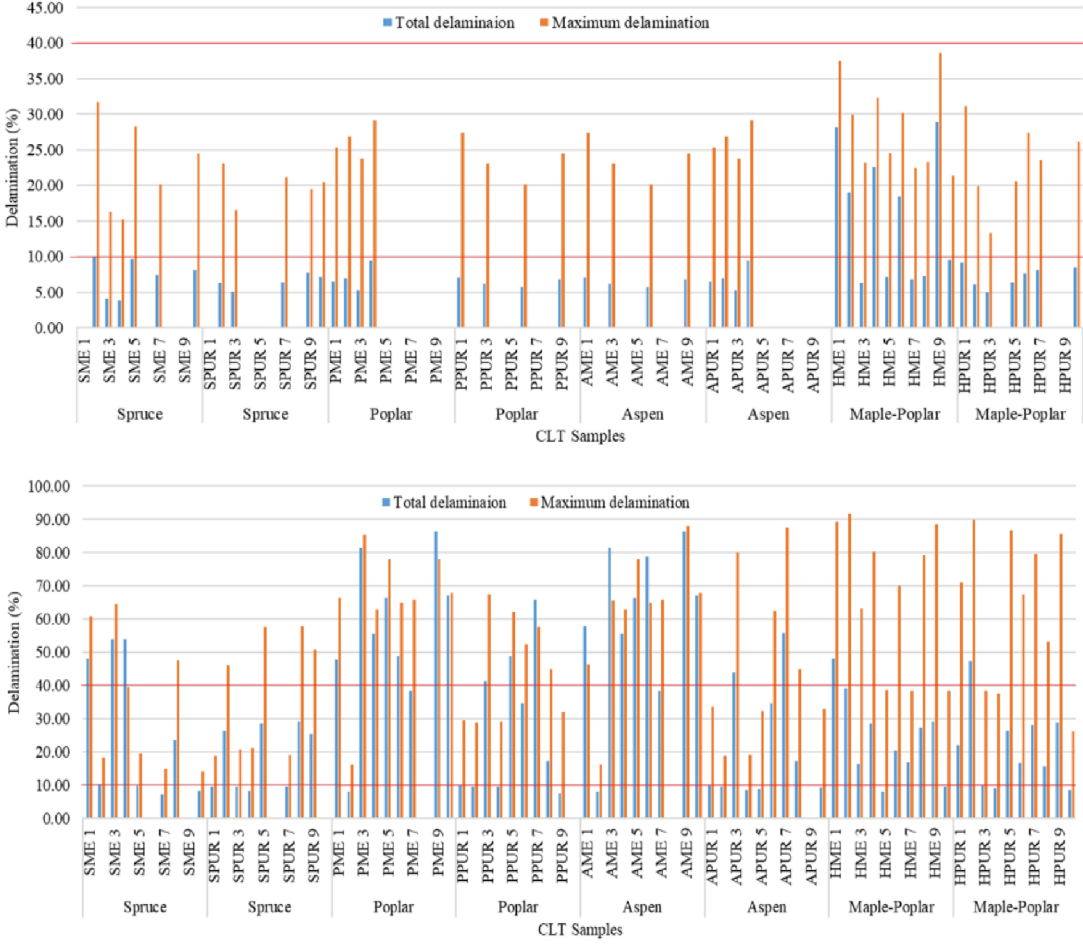 45.00
Total delaminaion Maximum delamination
40.00
35.00
30.00
25.00
20.00
15.00
10.00
5.00
0.00
Delamination (%)
SME 1 SME 3 SME 5 SME 7 SME 9 SPUR 1 SPUR 3 SPUR 5 SPUR 7 SPUR 9 PME 1 PME 3 PME 5 PME 7 PME 9 PPUR 1 PPUR 3 PPUR 5 PPUR 7 PPUR 9 AME 1 AME 3 AME 5 AME 7 AME 9 APUR 1 APUR 3 APUR 5 APUR 7 APUR 9 HME 1 HME 3 HME 5 HME 7 HME 9 HPUR 1 HPUR 3 HPUR 5 HPUR 7 HPUR 9
Spruce Spruce Poplar Poplar Aspen Aspen Maple-Poplar Maple-Poplar
CLT Samples
100.00
Total delaminaion Maximum delamination
90.00
80.00
70.00
60.00
50.00
40.00
30.00
20.00
10.00
0.00
Delamination (%)
SME 1 SME 3 SME 5 SME 7 SME 9 SPUR 1 SPUR 3 SPUR 5 SPUR 7 SPUR 9 PME 1 PME 3 PME 5 PME 7 PME 9 PPUR 1 PPUR 3 PPUR 5 PPUR 7 PPUR 9 AME 1 AME 3 AME 5 AME 7 AME 9 APUR 1 APUR 3 APUR 5 APUR 7 APUR 9 HME 1 HME 3 HME 5 HME 7 HME 9 HPUR 1 HPUR 3 HPUR 5 HPUR 7 HPUR 9
Spruce Spruce Poplar Poplar Aspen Aspen Maple-Poplar Maple-Poplar
CLT Samples